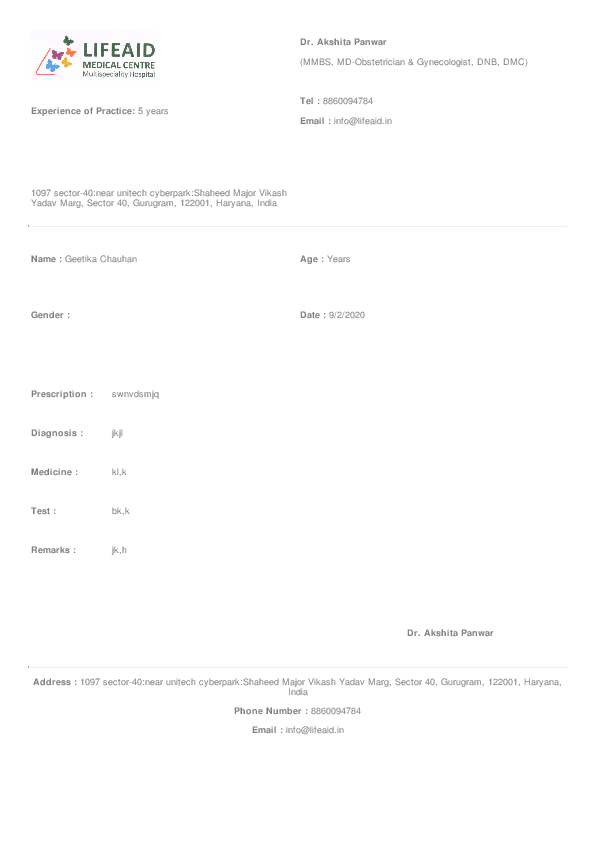 LIFEAID
MEDICAL CENTRE
Multispeciality Hospital
Dr. Akshita Panwar
(MMBS, MD-Obstetrician & Gynecologist, DNB, DMC)
Tel : 8860094784
Experience of Practice: 5 years
Email : info@lifeaid.in
1097 sector-40:near unitech cyberpark:Shaheed Major Vikash
Yadav Marg, Sector 40, Gurugram, 122001, Haryana, India
Name : Geetika Chauhan
Age : Years
Gender :
Date : 9/2/2020
Prescription : swnvdsmjq
Diagnosis : jkjl
Medicine : kl,k
Test : bk,k
Remarks : jk,h
Dr. Akshita Panwar
Address : 1097 sector-40:near unitech cyberpark:Shaheed Major Vikash Yadav Marg, Sector 40, Gurugram, 122001, Haryana,
India
Phone Number : 8860094784
Email : info@lifeaid.in